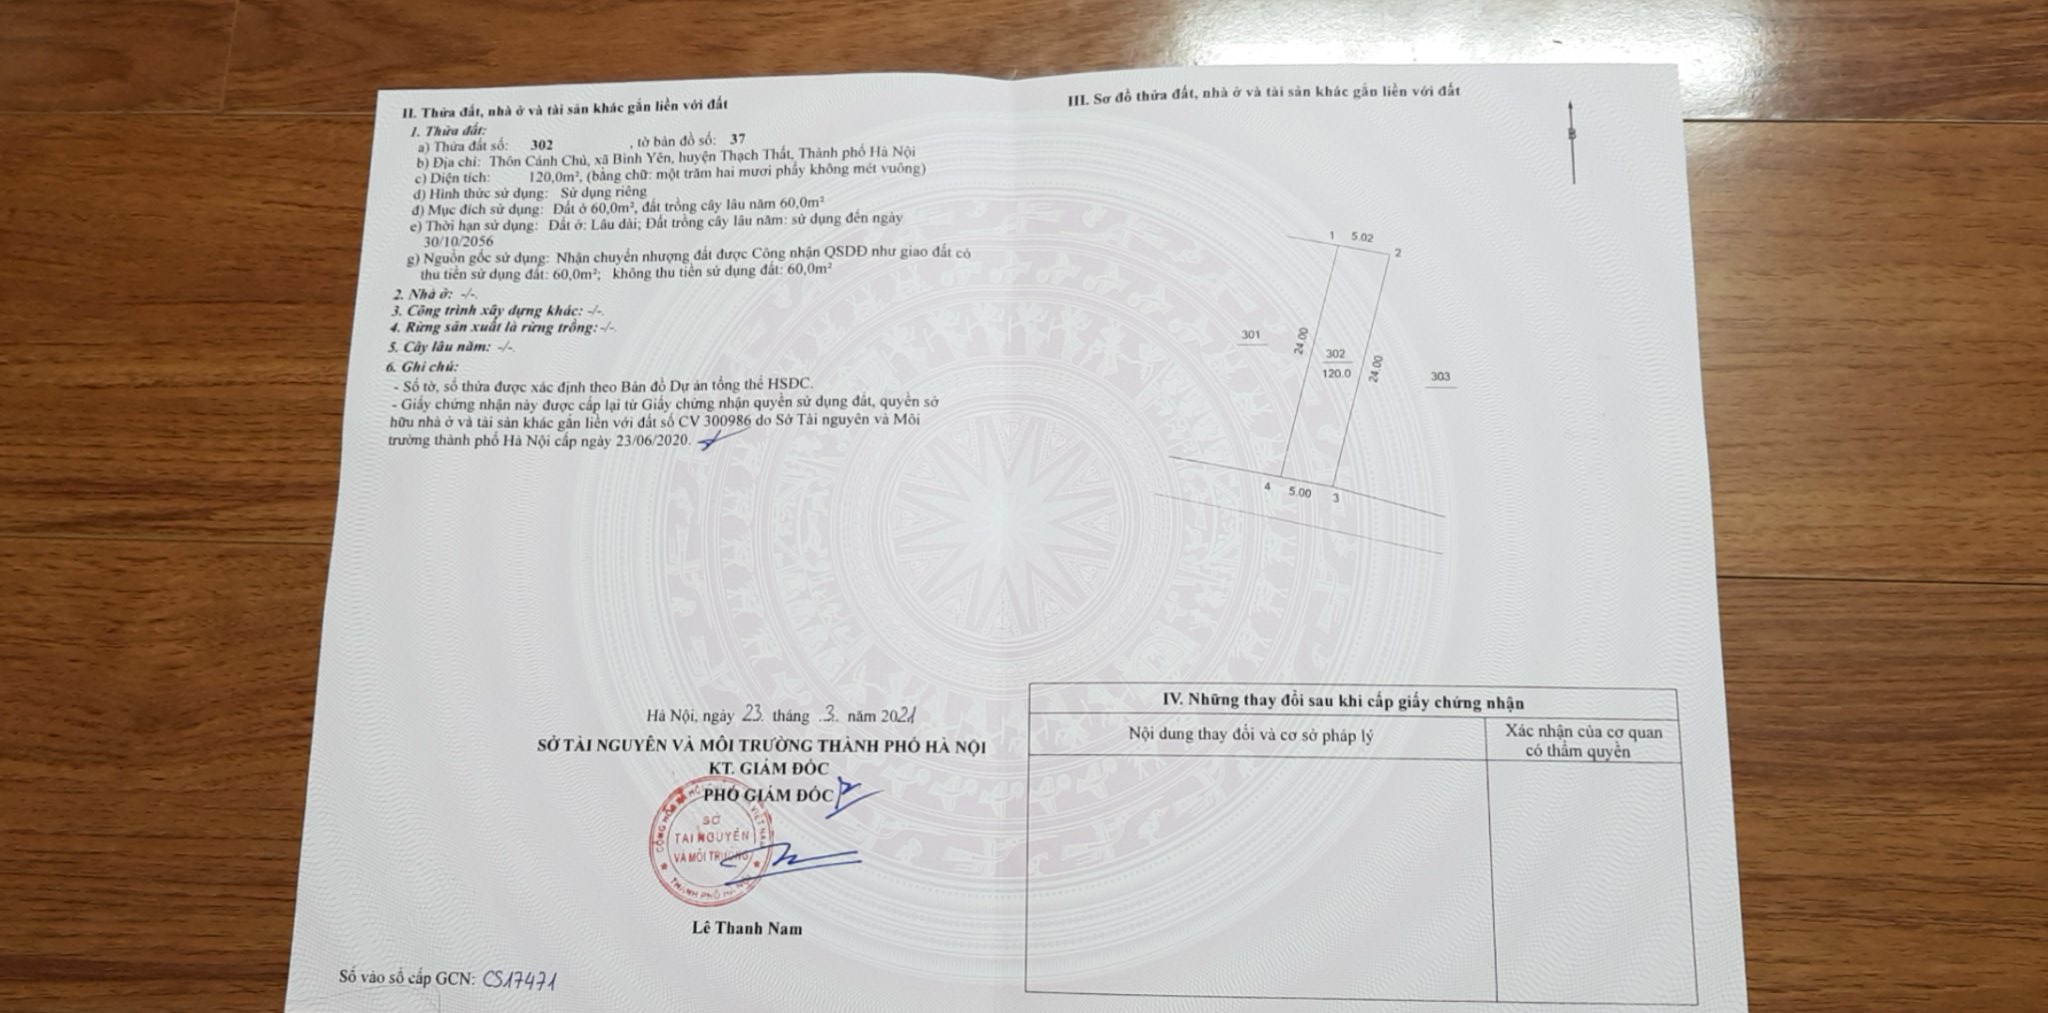 II. Thửa đất, nhà ở và tài sản khác gắn liền với đất
1. Thửa đất:
a) Thửa đất số: 302 , tờ bản đồ số: 37
b) Địa chỉ: Thôn Cánh Chủ, xã Bình Yên, huyện Thạch Thất, Thành phố Hà Nội
c) Diện tích: 120,0m², (bằng chữ: một trăm hai mươi phẩy không mét vuông)
d) Hình thức sử dụng: Sử dụng riêng
đ) Mục đích sử dụng: Đất ở 60,0m², đất trồng cây lâu năm 60,0m²
e) Thời hạn sử dụng: Đất ở: Lâu dài; Đất trồng cây lâu năm: sử dụng đến ngày
30/10/2056
g) Nguồn gốc sử dụng: Nhận chuyển nhượng đất được Công nhận QSDĐ như giao đất có
thu tiền sử dụng đất: 60,0m²; không thu tiền sử dụng đất: 60,0m²
2. Nhà ở: -/-.
3. Công trình xây dựng khác: -/-.
4. Rừng sản xuất là rừng trồng: -/-.
5. Cây lâu năm: -/-.
6. Ghi chú:
- Số tờ, số thửa được xác định theo Bản đồ Dự án tổng thể HSĐC.
- Giấy chứng nhận này được cấp lại từ Giấy chứng nhận quyền sử dụng đất, quyền sở
hữu nhà ở và tài sản khác gắn liền với đất số CV 300986 do Sở Tài nguyên và Môi
trường thành phố Hà Nội cấp ngày 23/06/2020.
Hà Nội, ngày 23. tháng .3. năm 2021
SỞ TÀI NGUYÊN VÀ MÔI TRƯỜNG THÀNH PHỐ HÀ NỘI
KT. GIÁM ĐỐC
PHÓ GIÁM ĐỐC
SỞ
TÀI NGUYÊN
VÀ MÔI TRƯỜNG
THÀNH PHỐ HÀ NỘI
Lê Thanh Nam
Số vào sổ cấp GCN: CS17471
III. Sơ đồ thửa đất, nhà ở và tài sản khác gắn liền với đất
B
1 5.02 2
301
24.00
302
120.0
24.00
303
4 5.00 3
IV. Những thay đổi sau khi cấp giấy chứng nhận
Nội dung thay đổi và cơ sở pháp lý
Xác nhận của cơ quan
có thẩm quyền